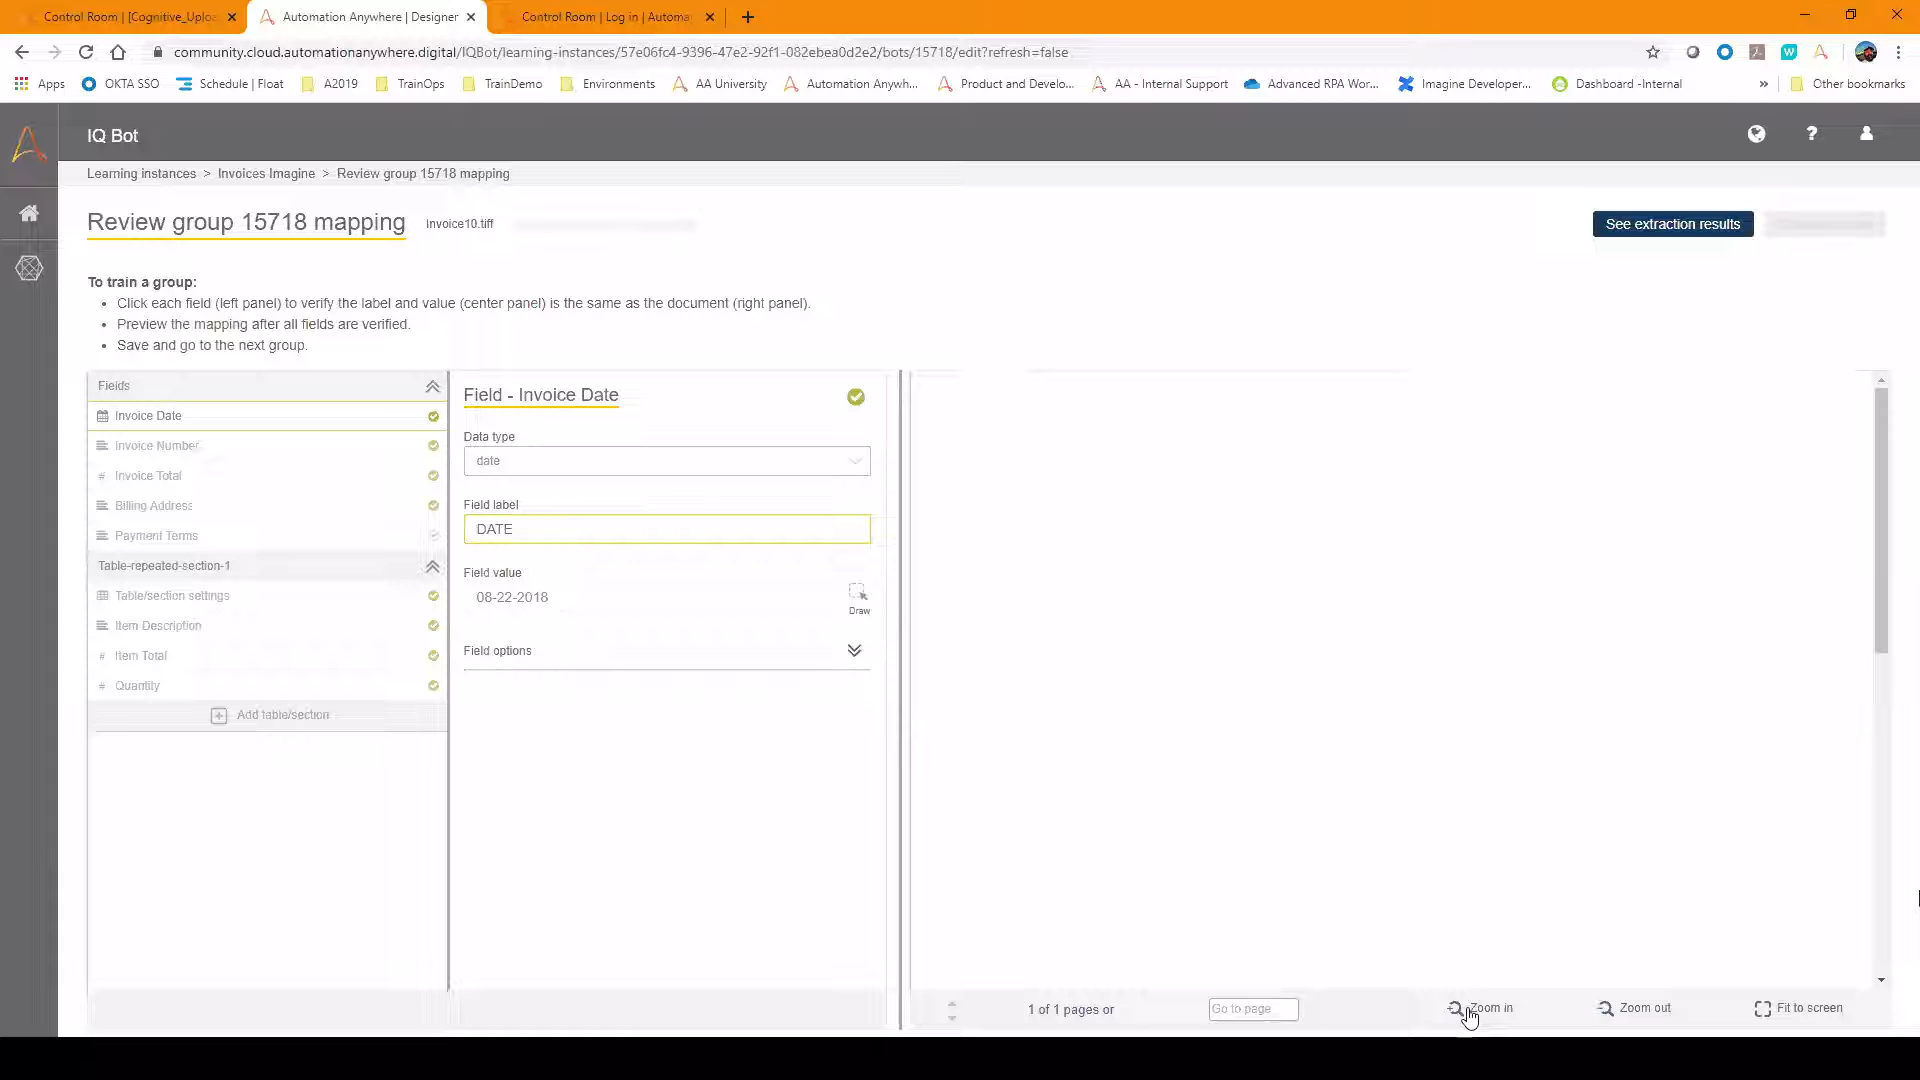 Control Room | [Cognitive_Uploa
Automation Anywhere | Designer
Control Room | Log in | Automa
community.cloud.automationanywhere.digital/IQBot/learning-instances/57e06fc4-9396-47e2-92f1-082ebea0d2e2/bots/15718/edit?refresh=false
Apps
OKTA SSO
Schedule | Float
A2019
TrainOps
TrainDemo
Environments
AA University
Automation Anywh...
Product and Develo...
AA - Internal Support
Advanced RPA Wor...
Imagine Developer...
Dashboard -Internal
»
Other bookmarks
IQ Bot
?
Learning instances > Invoices Imagine > Review group 15718 mapping
Review group 15718 mapping
Invoice10.tiff
See extraction results
To train a group:
• Click each field (left panel) to verify the label and value (center panel) is the same as the document (right panel).
• Preview the mapping after all fields are verified.
• Save and go to the next group.
Fields
Invoice Date
Invoice Number
# Invoice Total
Billing Address
Payment Terms
Table-repeated-section-1
Table/section settings
Item Description
# Item Total
# Quantity
Add table/section
Field - Invoice Date
Data type
date
Field label
DATE
Field value
08-22-2018
Draw
Field options
1 of 1 pages or
Go to page
Zoom in
Zoom out
Fit to screen